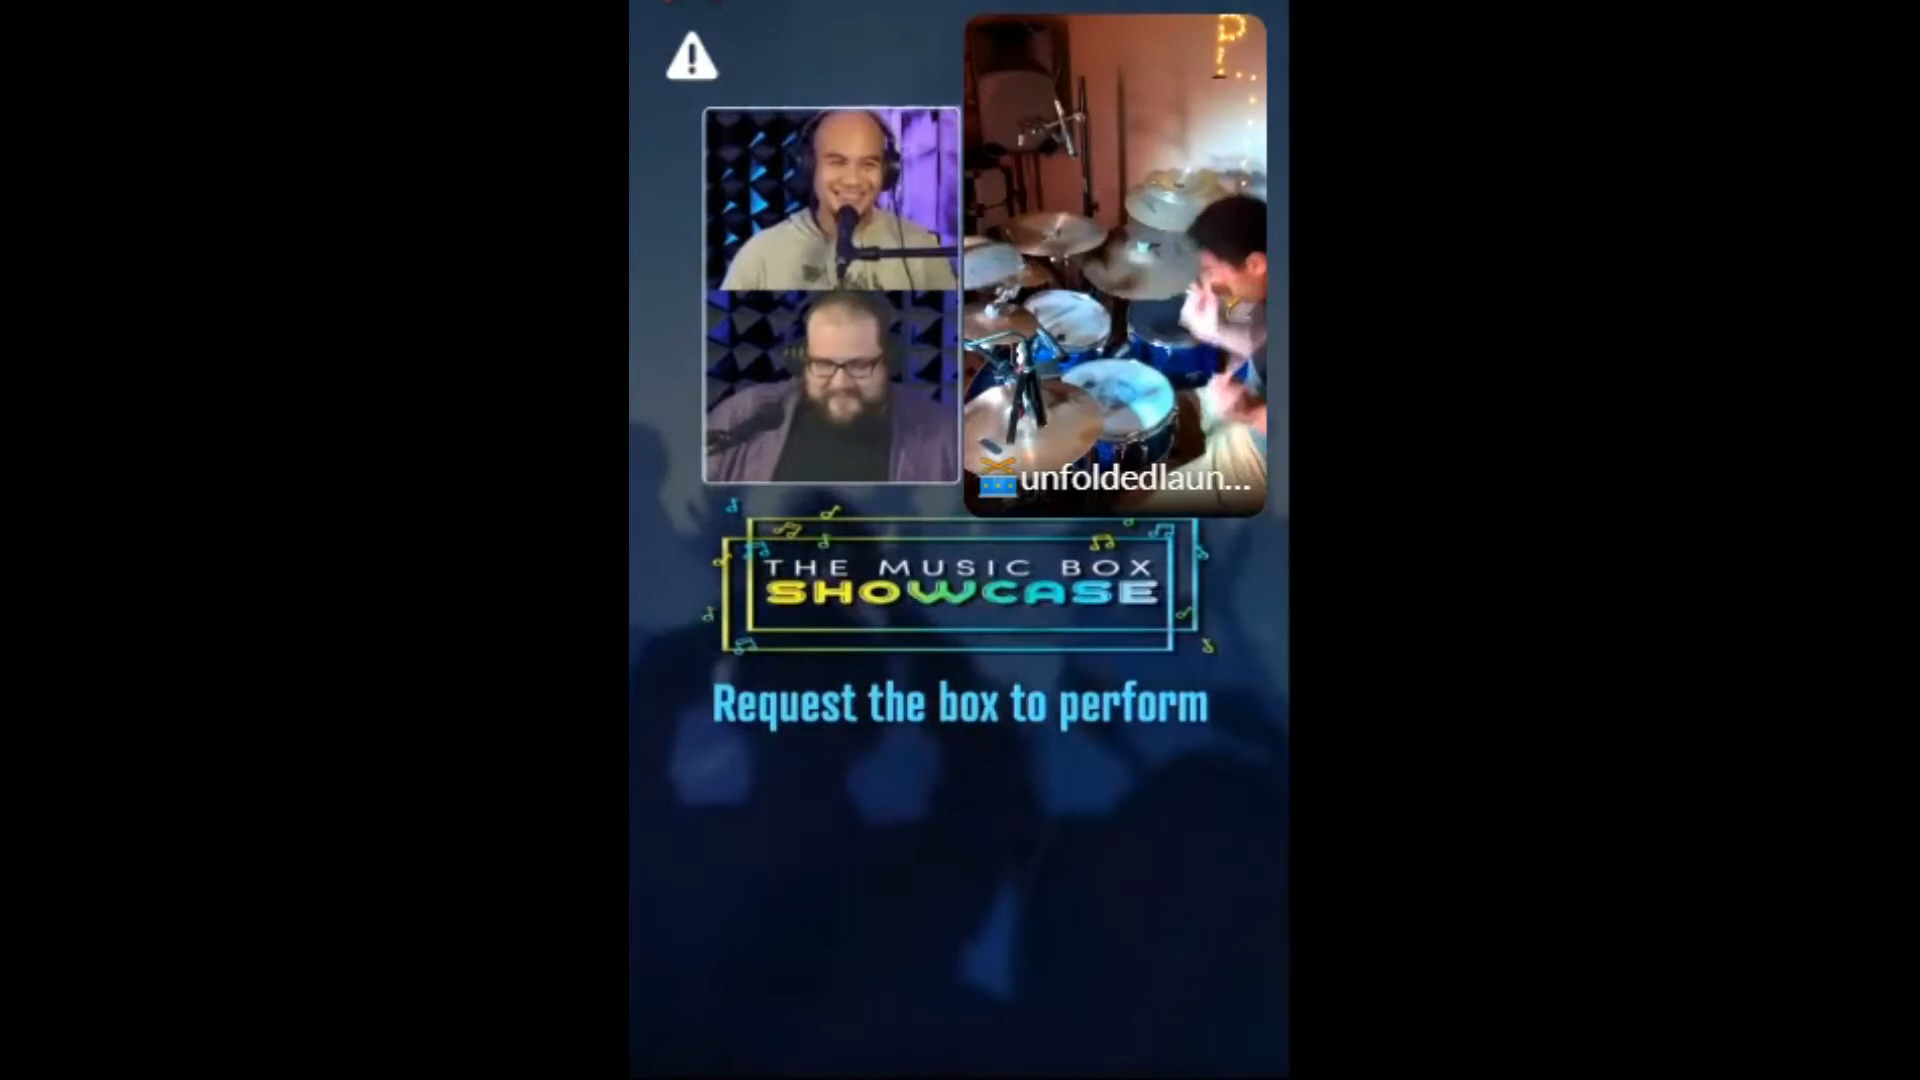 P
unfoldedlaun...
THE MUSIC BOX
SHOWCASE
Request the box to perform